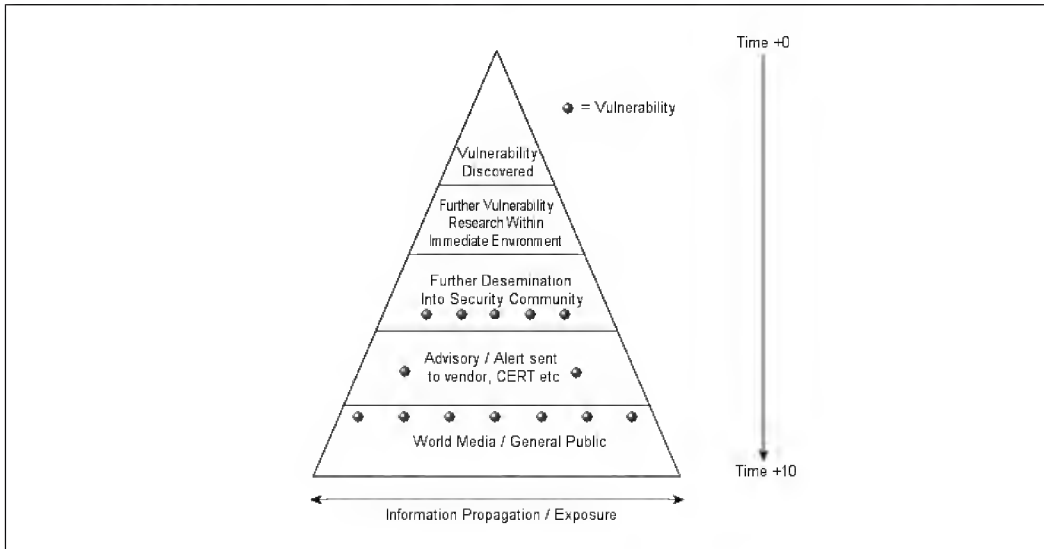 Time +0
= Vulnerability
Vulnerability
Discovered
Further Vulnerability
Research Within
Immediate Environment
Further Desemination
Into Security Community
Advisory / Alert sent
to vendor, CERT etc
World Media / General Public
Time +10
Information Propagation / Exposure